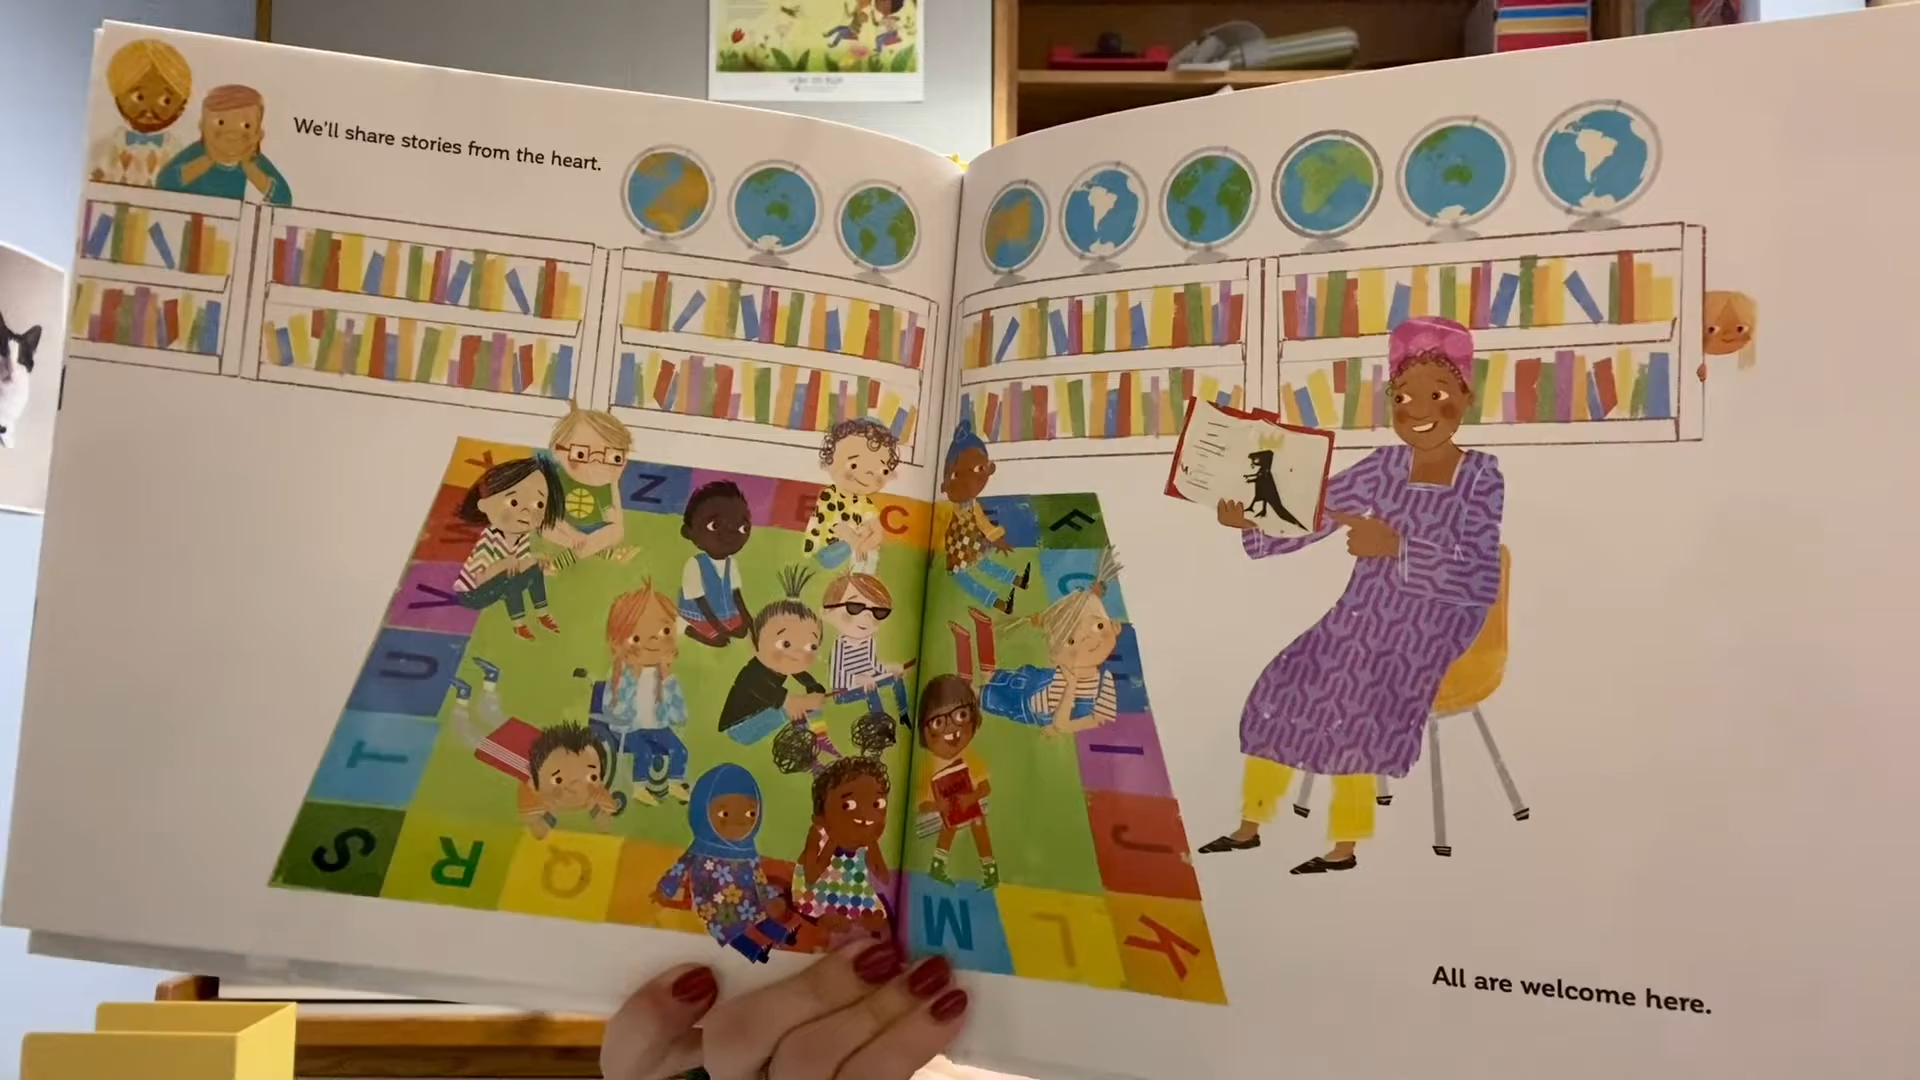 We'll share stories from the heart.
Z
C
F
V
U
T
S
R
Q
I
J
K
L
M
All are welcome here.